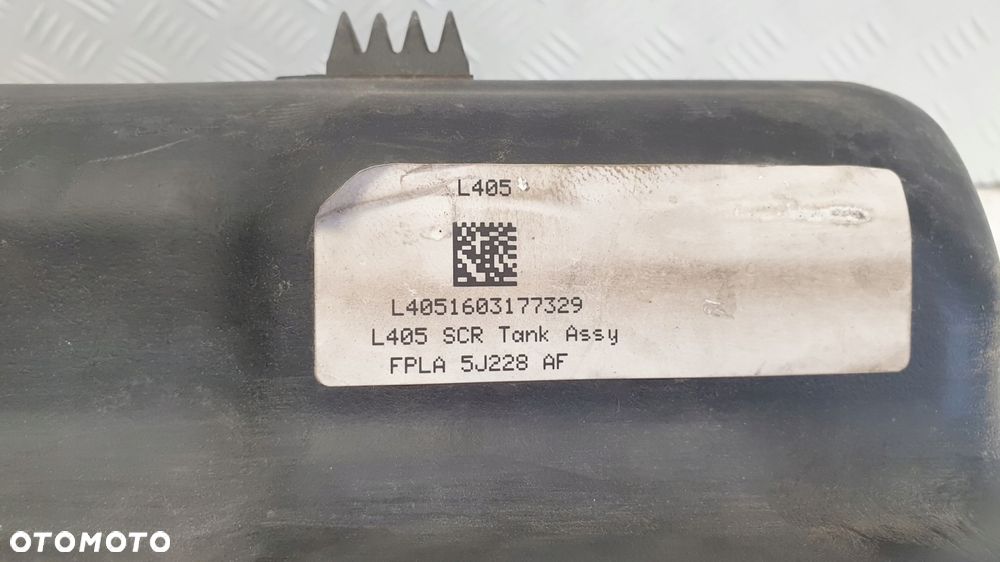 L405
L4051603177329
L405 SCR Tank Assy
FPLA 5J228 AF
OTOMOTO